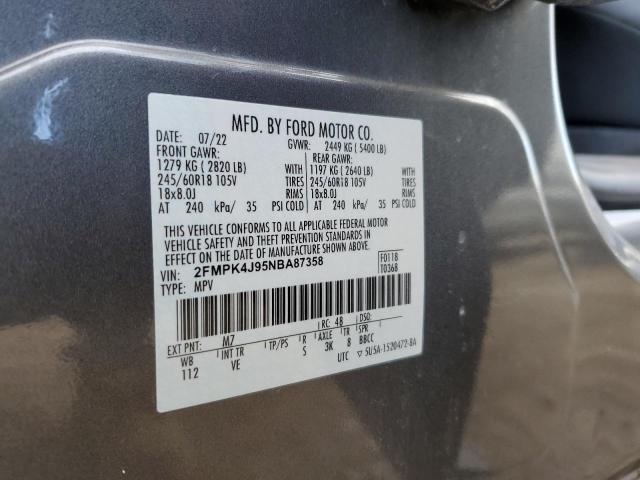 MFD. BY FORD MOTOR CO.
DATE: 07/22 GVWR: 2449 KG ( 5400 LB)
FRONT GAWR: REAR GAWR:
1279 KG ( 2820 LB) WITH 1197 KG ( 2640 LB) WITH
245/60R18 105V TIRES 245/60R18 105V TIRES
18x8.0J RIMS 18x8.0J RIMS
AT 240 kPa/ 35 PSI COLD AT 240 kPa/ 35 PSI COLD
THIS VEHICLE CONFORMS TO ALL APPLICABLE FEDERAL MOTOR
VEHICLE SAFETY AND THEFT PREVENTION STANDARDS IN
EFFECT ON THE DATE OF MANUFACTURE SHOWN ABOVE.
VIN: 2FMPK4J95NBA87358 F0118
TYPE: MPV T0368
EXT PNT: M7 RC: 48 DSO:
WB INT TR TP/PS R AXLE TR SPR
112 VE S 3K 8 BBCC
UTC ▽ 5U5A-1520472-BA